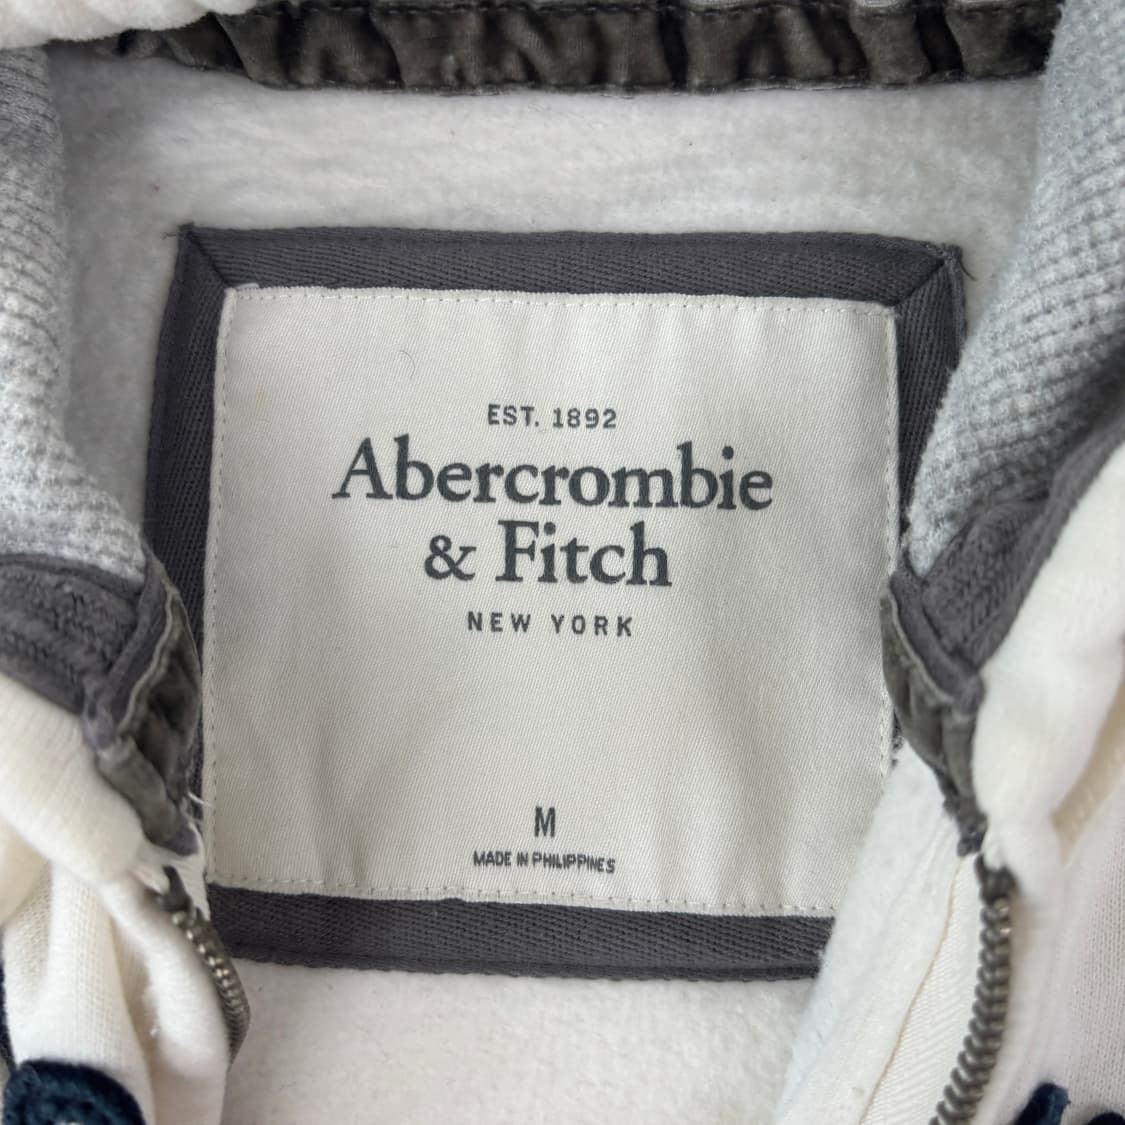 EST. 1892
Abercrombie
& Fitch
NEW YORK
M
MADE IN PHILIPPINES